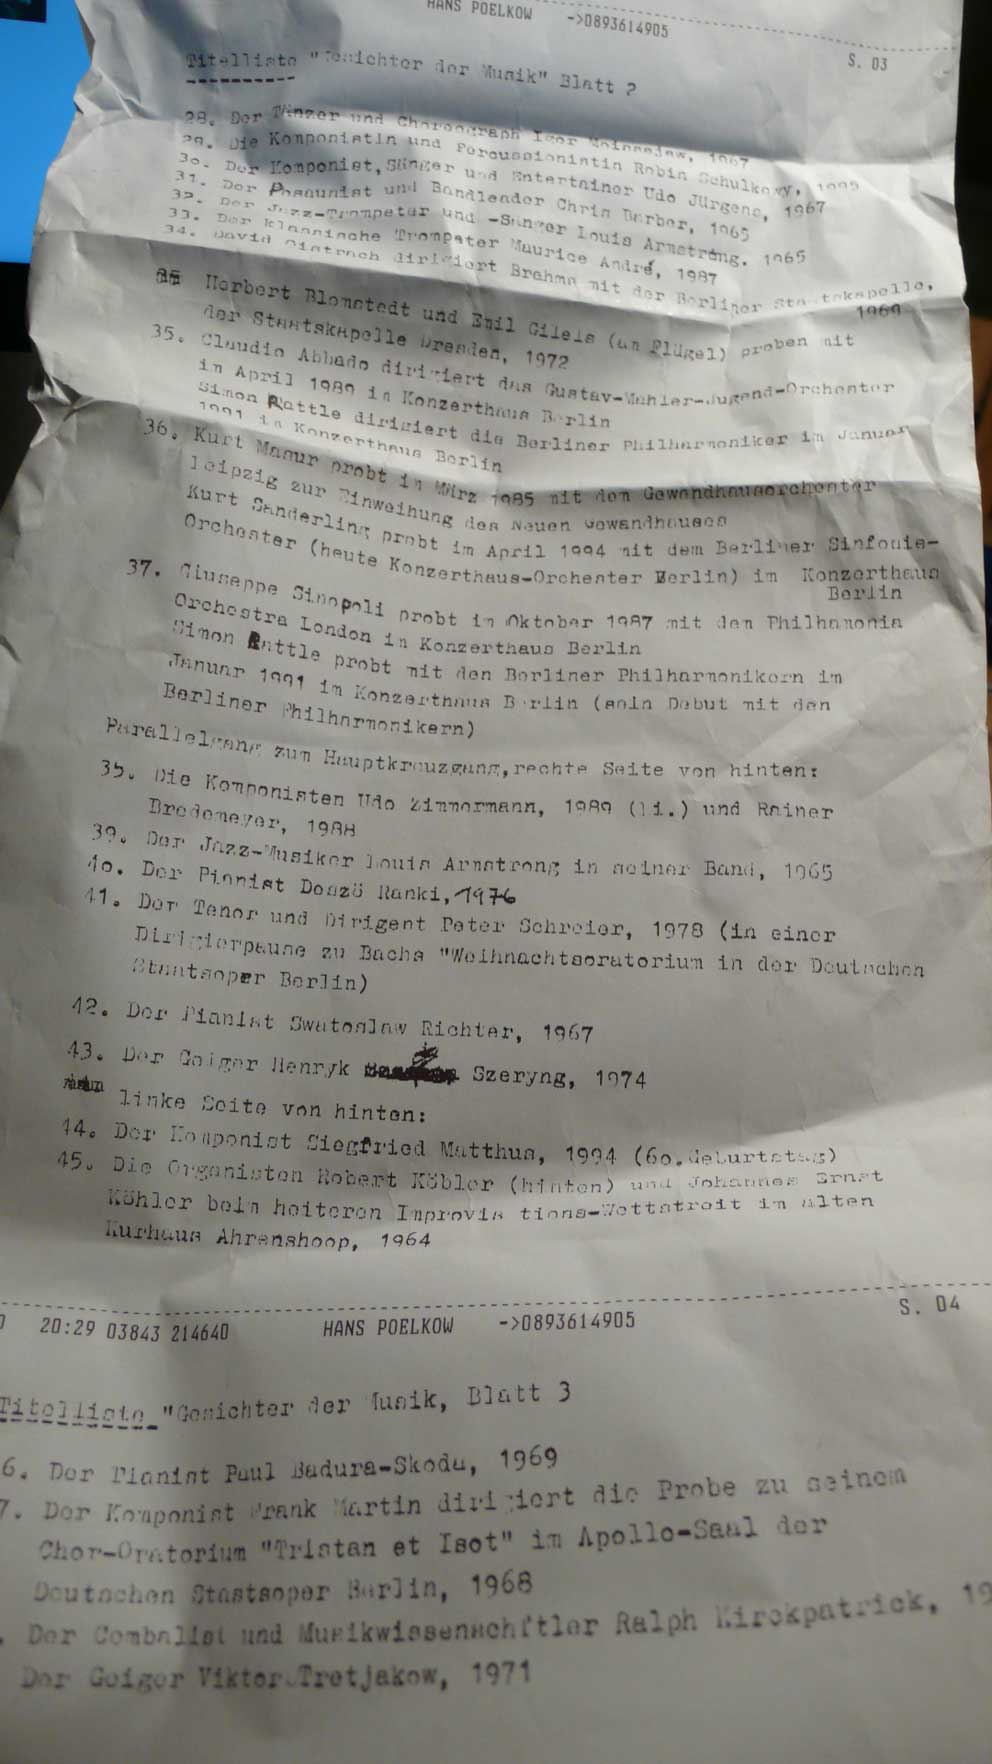 HANS POELKOW ->0893614905
S. 03
Titelliste "Gesichter der Musik" Blatt 2
28. Der Tänzer und Choreograph Igor Moissejew, 1967
29. Die Komponistin und Percussionistin Robin Schulkowy,
30. Der Komponist, Sänger und Entertainer Udo Jürgens, 1967
31. Der Posaunist und Bandleader Chris Barber, 1965
32. Der Jazz-Trompeter und -Sänger Louis Armstrong. 1965
33. Der klassische Trompeter Maurice André, 1987
34. David Oistrach dirigiert Brahms mit der Berliner Staatskapelle,
1969
Herbert Blomstedt und Emil Gilels (am Flügel) proben mit
der Staatskapelle Dresden, 1972
35. Claudio Abbado dirigiert das Gustav-Mahler-Jugend-Orchester
im April 1989 im Konzerthaus Berlin
Simon Rattle dirigiert die Berliner Philharmoniker im Januar
1991 im Konzerthaus Berlin
36. Kurt Masur probt im März 1985 mit dem Gewandhausorchester
Leipzig zur Einweihung des Neuen Gewandhauses
Kurt Sanderling probt im April 1994 mit dem Berliner Sinfonie-
Orchester (heute Konzerthaus-Orchester Berlin) im Konzerthaus
Berlin
37. Giuseppe Sinopoli probt im Oktober 1987 mit den Philhamonia
Orchestra London im Konzerthaus Berlin
Simon Rattle probt mit den Berliner Philharmonikern im
Januar 1991 im Konzerthaus Berlin (sein Debut mit den
Berliner Philharmonikern)
Parallelgang zum Hauptkreuzgang, rechte Seite von hinten:
38. Die Komponisten Udo Zimmermann, 1989 (li.) und Rainer
Bredemeyer, 1988
39. Der Jazz-Musiker Louis Armstrong in seiner Band, 1965
40. Der Pianist Deszö Ranki, 1976
41. Der Tenor und Dirigent Peter Schreier, 1978 (in einer
Dirigierpause zu Bachs "Weihnachtsoratorium in der Deutschen
Staatsoper Berlin)
42. Der Pianist Swatoslaw Richter, 1967
43. Der Geiger Henryk Szeryng, 1974
linke Seite von hinten:
44. Der Komponist Siegfried Matthus, 1994 (60.Geburtstag)
45. Die Organisten Robert Köbler (hinten) und Johannes Ernst
Köhler beim heiteren Improvis tions-Wettstreit im alten
Kurhaus Ahrenshoop, 1964
20:29 03843 214640 HANS POELKOW ->0893614905 S. 04
Titelliste "Gesichter der Musik, Blatt 3
6. Der Pianist Paul Badura-Skoda, 1969
7. Der Komponist Frank Martin dirigiert die Probe zu seinem
Chor-Oratorium "Tristan et Isot" im Apollo-Saal der
Deutschen Staatsoper Berlin, 1968
. Der Cembalist und Musikwissenschftler Ralph Kirckpatrick, 19
Der Geiger Viktor Tretjakow, 1971